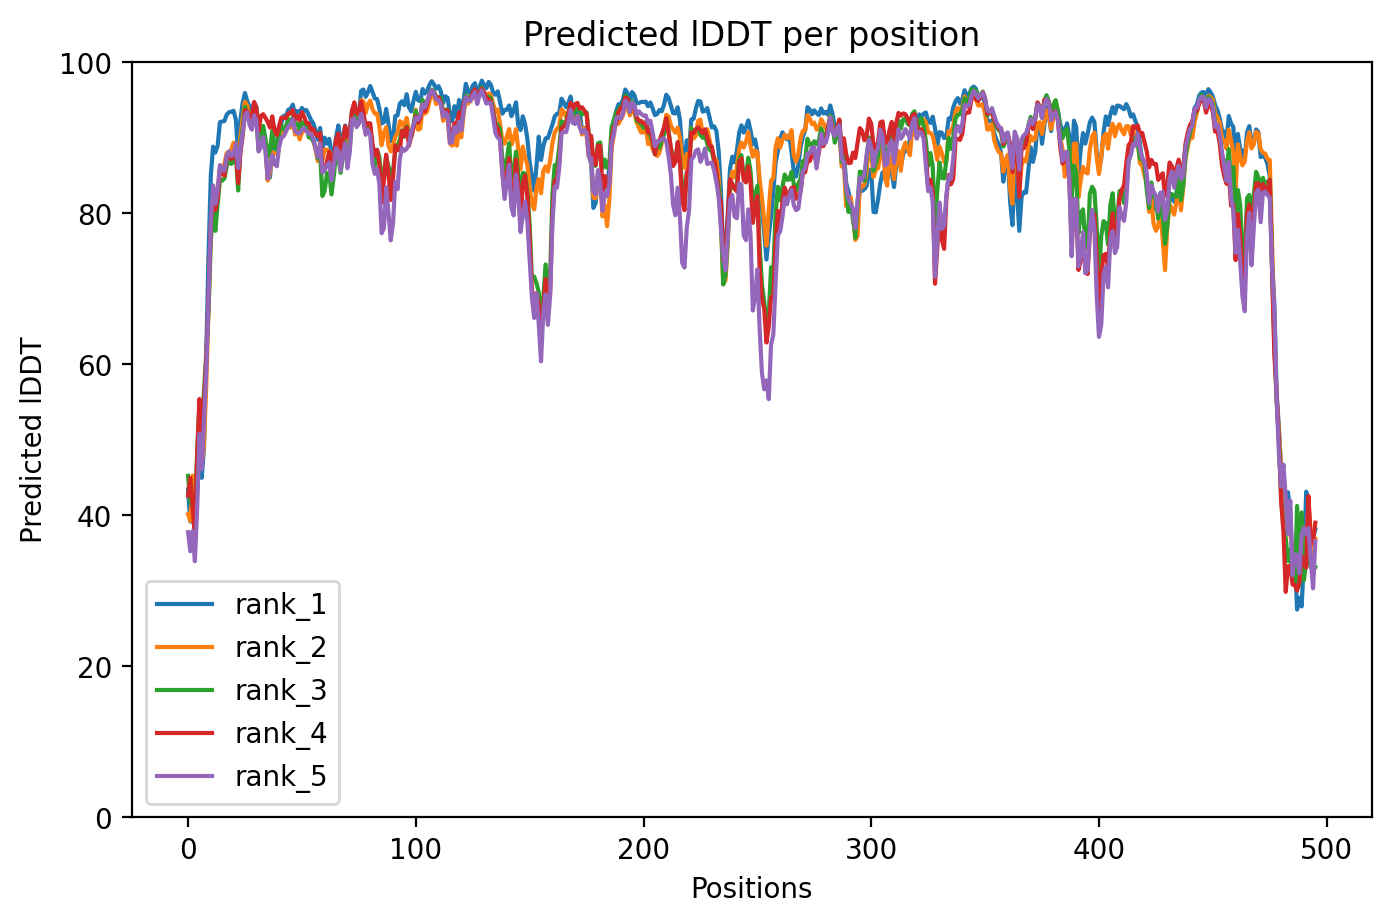 Predicted lDDT per position
100
80
60
40
20
0
Predicted lDDT
rank_1
rank_2
rank_3
rank_4
rank_5
0 100 200 300 400 500
Positions